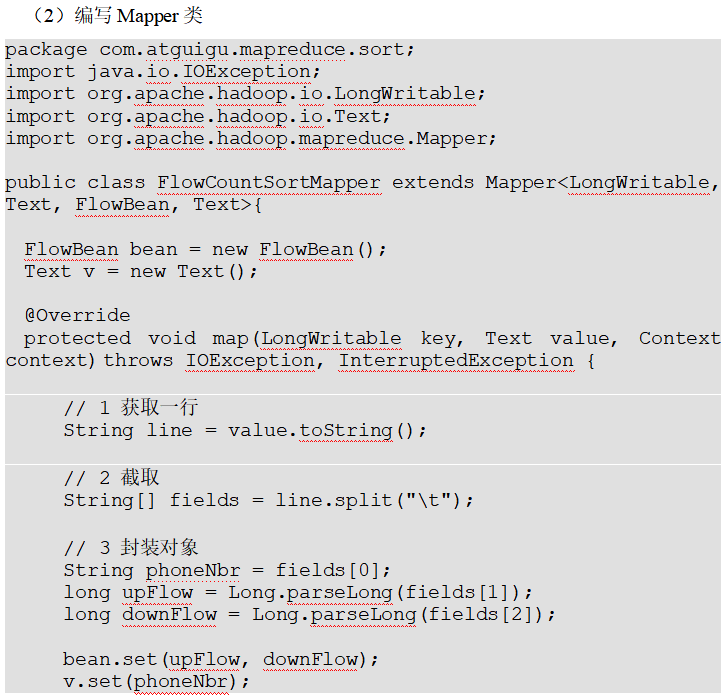 （2）编写 Mapper 类
package com.atguigu.mapreduce.sort;
import java.io.IOException;
import org.apache.hadoop.io.LongWritable;
import org.apache.hadoop.io.Text;
import org.apache.hadoop.mapreduce.Mapper;
public class FlowCountSortMapper extends Mapper<LongWritable,
Text, FlowBean, Text>{
FlowBean bean = new FlowBean();
Text v = new Text();
@Override
protected void map(LongWritable key, Text value, Context
context)throws IOException, InterruptedException {
// 1 获取一行
String line = value.toString();
// 2 截取
String[] fields = line.split("\t");
// 3 封装对象
String phoneNbr = fields[0];
long upFlow = Long.parseLong(fields[1]);
long downFlow = Long.parseLong(fields[2]);
bean.set(upFlow, downFlow);
v.set(phoneNbr);